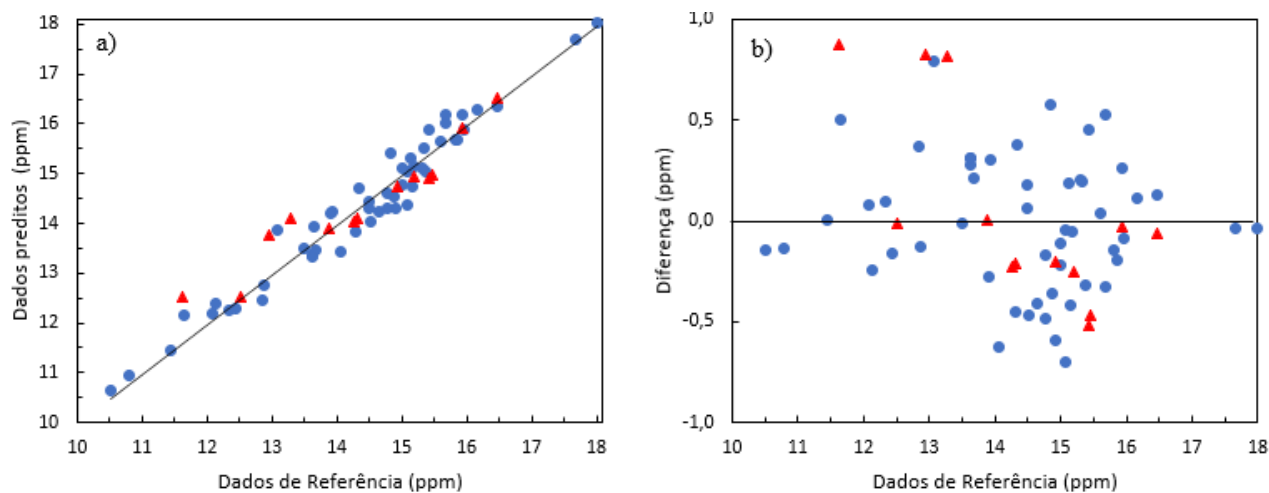 a)
Dados preditos (ppm)
18
17
16
15
14
13
12
11
10
10 11 12 13 14 15 16 17 18
Dados de Referência (ppm)
b)
Diferença (ppm)
1,0
0,5
0,0
-0,5
-1,0
10 11 12 13 14 15 16 17 18
Dados de Referência (ppm)